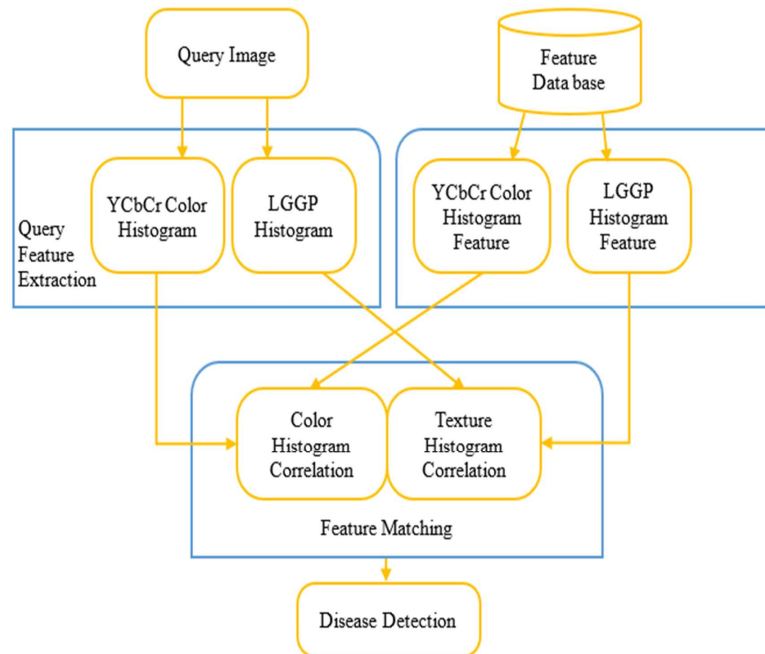 Query Image
Feature
Data base
YCbCr Color
Histogram
LGGP
Histogram
Query
Feature
Extraction
YCbCr Color
Histogram
Feature
LGGP
Histogram
Feature
Color
Histogram
Correlation
Texture
Histogram
Correlation
Feature Matching
Disease Detection